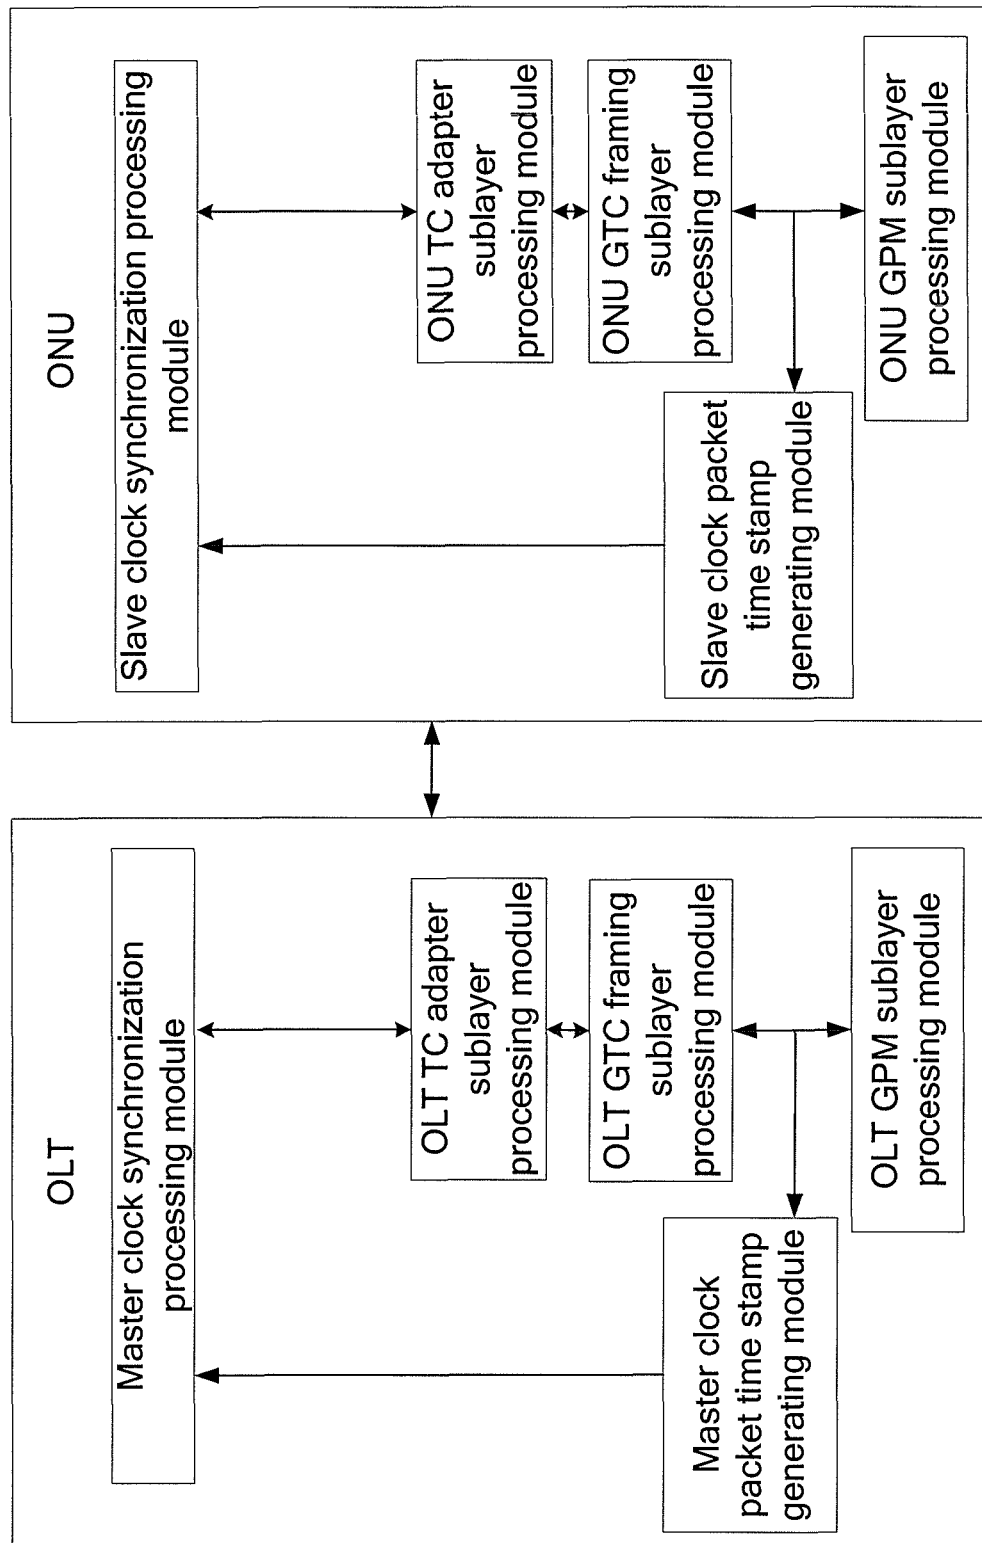 OLT
Master clock synchronization
processing module
OLT TC adapter
sublayer
processing module
OLT GTC framing
sublayer
processing module
Master clock
packet time stamp
generating module
OLT GPM sublayer
processing module
ONU
Slave clock synchronization processing
module
ONU TC adapter
sublayer
processing module
ONU GTC framing
sublayer
processing module
Slave clock packet
time stamp
generating module
ONU GPM sublayer
processing module